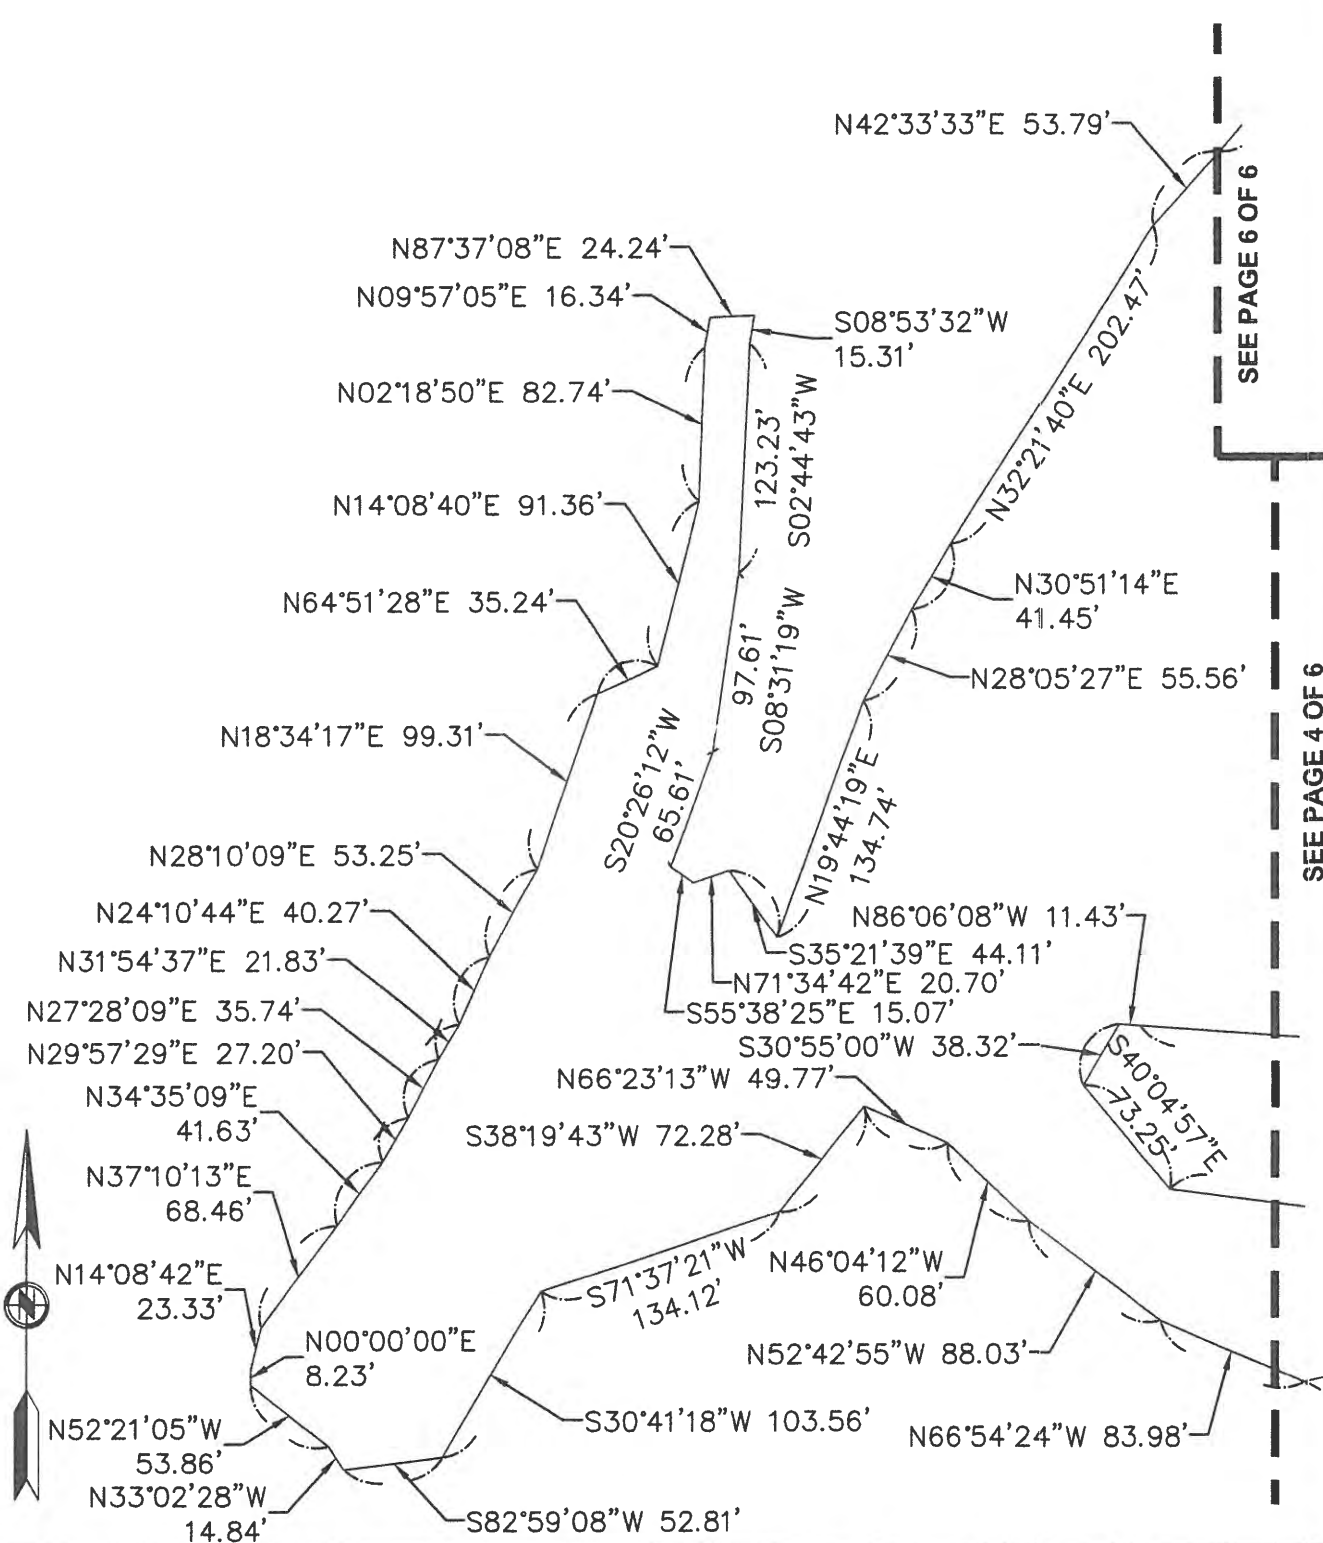 N42°33'33"E 53.79'
SEE PAGE 6 OF 6
N87°37'08"E 24.24'
N09°57'05"E 16.34'
S08°53'32"W
15.31'
N02°18'50"E 82.74'
123.23'
S02°44'43"W
N32°21'40"E 202.47'
N14°08'40"E 91.36'
N64°51'28"E 35.24'
N30°51'14"E
41.45'
97.61'
S08°31'19"W
N28°05'27"E 55.56'
SEE PAGE 4 OF 6
N18°34'17"E 99.31'
S20°26'12"W
65.61'
N19°44'19"E
134.74'
N28°10'09"E 53.25'
N24°10'44"E 40.27'
N86°06'08"W 11.43'
S35°21'39"E 44.11'
N31°54'37"E 21.83'
N71°34'42"E 20.70'
N27°28'09"E 35.74'
S55°38'25"E 15.07'
N29°57'29"E 27.20'
S30°55'00"W 38.32'
S40°04'57"E
73.25'
N66°23'13"W 49.77'
N34°35'09"E
41.63'
S38°19'43"W 72.28'
N37°10'13"E
68.46'
N14°08'42"E
23.33'
S71°37'21"W
134.12'
N46°04'12"W
60.08'
N
N00°00'00"E
8.23'
N52°42'55"W 88.03'
N52°21'05"W
53.86'
S30°41'18"W 103.56'
N66°54'24"W 83.98'
N33°02'28"W
14.84'
S82°59'08"W 52.81'